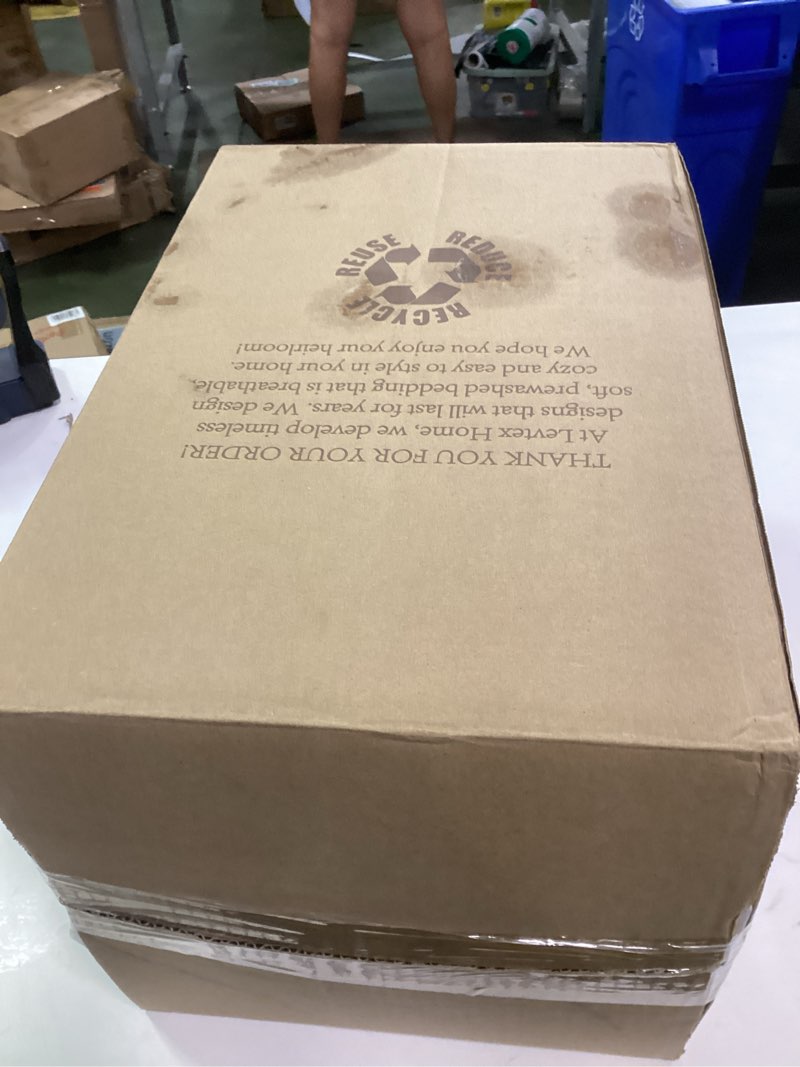 THANK YOU FOR YOUR ORDER!
At Levtex Home, we develop timeless
designs that will last for years. We design
soft, prewashed bedding that is breathable,
cozy and easy to style in your home.
We hope you enjoy your heirloom!
REUSE
REDUCE
RECYCLE